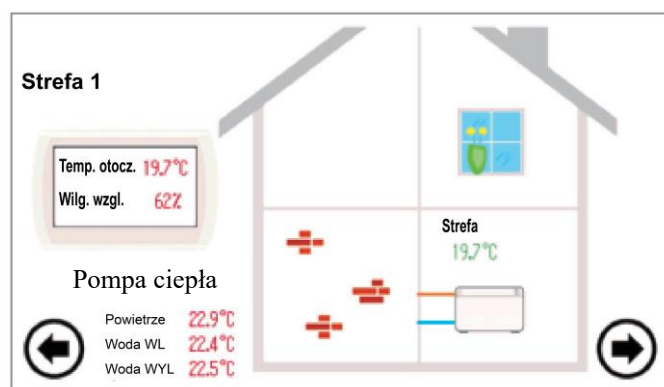 Strefa 1
Temp. otocz. 19.7°C
Wilg. wzgl. 62%
Strefa
19.7°C
Pompa ciepła
Powietrze 22.9°C
Woda WL 22.4°C
Woda WYL 22.5°C